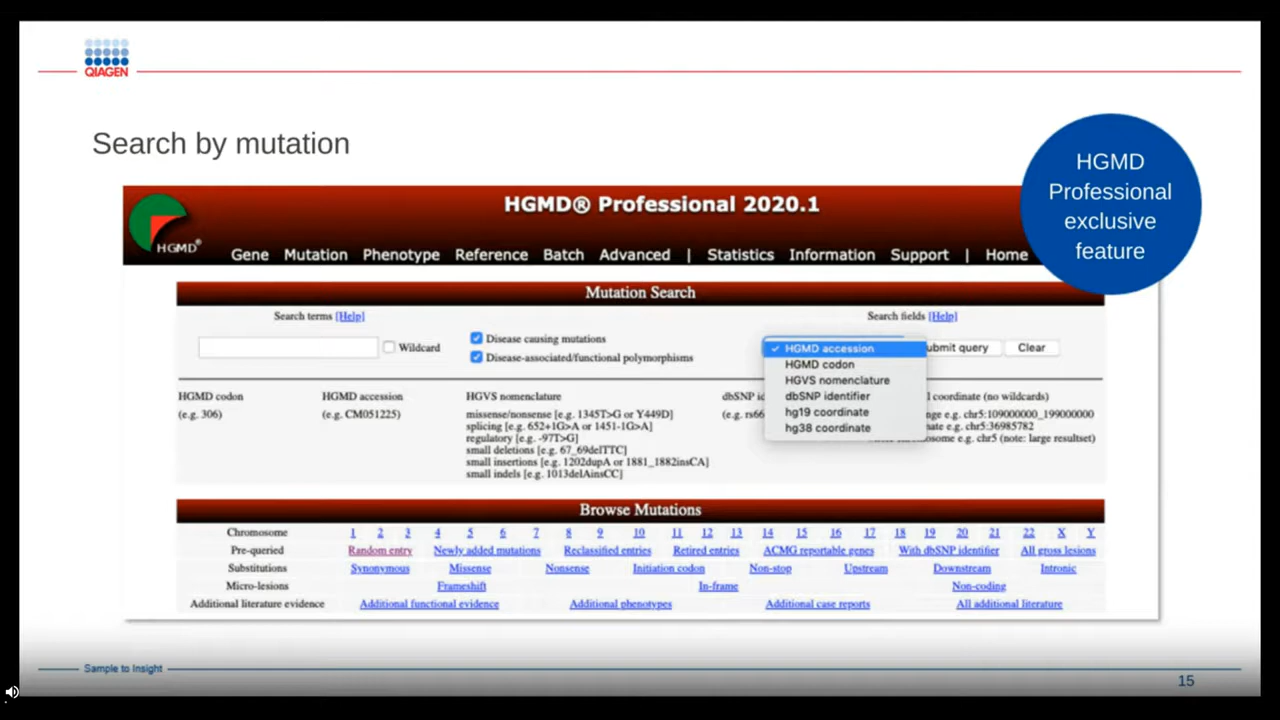 QIAGEN
Search by mutation
HGMD
Professional
exclusive
feature
HGMD® Professional 2020.1
HGMD®
Gene Mutation Phenotype Reference Batch Advanced | Statistics Information Support | Home
Mutation Search
Search terms [Help] Search fields [Help]
Wildcard
Disease causing mutations
Disease-associated/functional polymorphisms
HGMD accession
HGMD codon
HGVS nomenclature
dbSNP identifier
hg19 coordinate
hg38 coordinate
ubmit query Clear
HGMD codon
(e.g. 306)
HGMD accession
(e.g. CM051225)
HGVS nomenclature
missense/nonsense [e.g. 1345T>G or Y449D]
splicing [e.g. 652+1G>A or 1451-1G>A]
regulatory [e.g. -97T>G]
small deletions [e.g. 67_69delTTC]
small insertions [e.g. 1202dupA or 1881_1882insCA]
small indels [e.g. 1013delAinsCC]
dbSNP id
(e.g. rs66
l coordinate (no wildcards)
nge e.g. chr5:109000000_199000000
nate e.g. chr5:36985782
chromosome e.g. chr5 (note: large resultset)
Browse Mutations
Chromosome 1 2 3 4 5 6 7 8 9 10 11 12 13 14 15 16 17 18 19 20 21 22 X Y
Pre-queried Random entry Newly added mutations Reclassified entries Retired entries ACMG reportable genes With dbSNP identifier All gross lesions
Substitutions Synonymous Missense Nonsense Initiation codon Non-stop Upstream Downstream Intronic
Micro-lesions Frameshift In-frame Non-coding
Additional literature evidence Additional functional evidence Additional phenotypes Additional case reports All additional literature
Sample to Insight
15